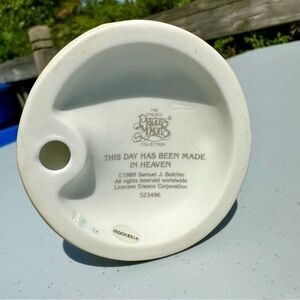 THE
ENESCO
PRECIOUS
MOMENTS
COLLECTION
THIS DAY HAS BEEN MADE
IN HEAVEN
©1989 Samuel J. Butcher
All rights reserved worldwide
Licensee Enesco Corporation
523496
INDONESIA